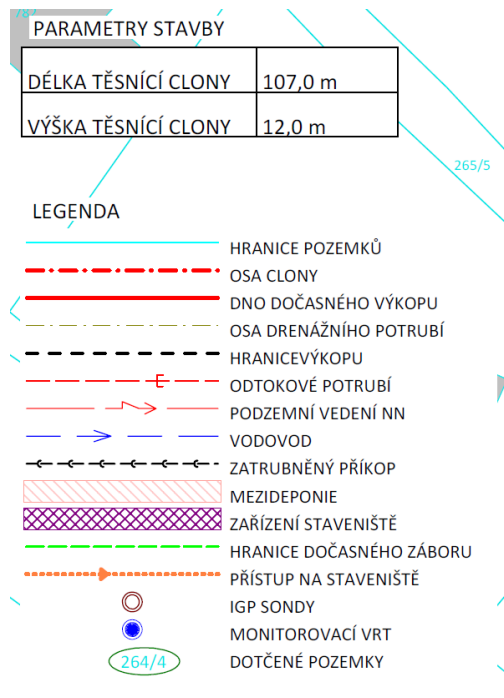 787
PARAMETRY STAVBY
DÉLKA TĚSNÍCÍ CLONY 107,0 m
VÝŠKA TĚSNÍCÍ CLONY 12,0 m
265/5
LEGENDA
HRANICE POZEMKŮ
OSA CLONY
DNO DOČASNÉHO VÝKOPU
OSA DRENÁŽNÍHO POTRUBÍ
HRANICEVÝKOPU
E ODTOKOVÉ POTRUBÍ
PODZEMNÍ VEDENÍ NN
VODOVOD
ZATRUBNĚNÝ PŘÍKOP
MEZIDEPONIE
ZAŘÍZENÍ STAVENIŠTĚ
HRANICE DOČASNÉHO ZÁBORU
PŘÍSTUP NA STAVENIŠTĚ
IGP SONDY
MONITOROVACÍ VRT
264/4 DOTČENÉ POZEMKY